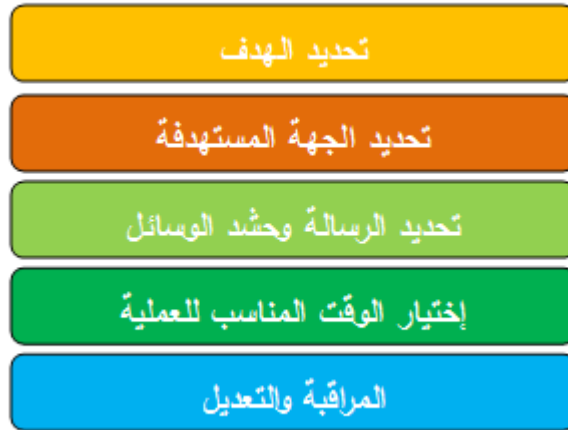 تحديد الهدف
تحديد الجهة المستهدفة
تحديد الرسالة وحشد الوسائل
إختيار الوقت المناسب للعملية
المراقبة والتعديل